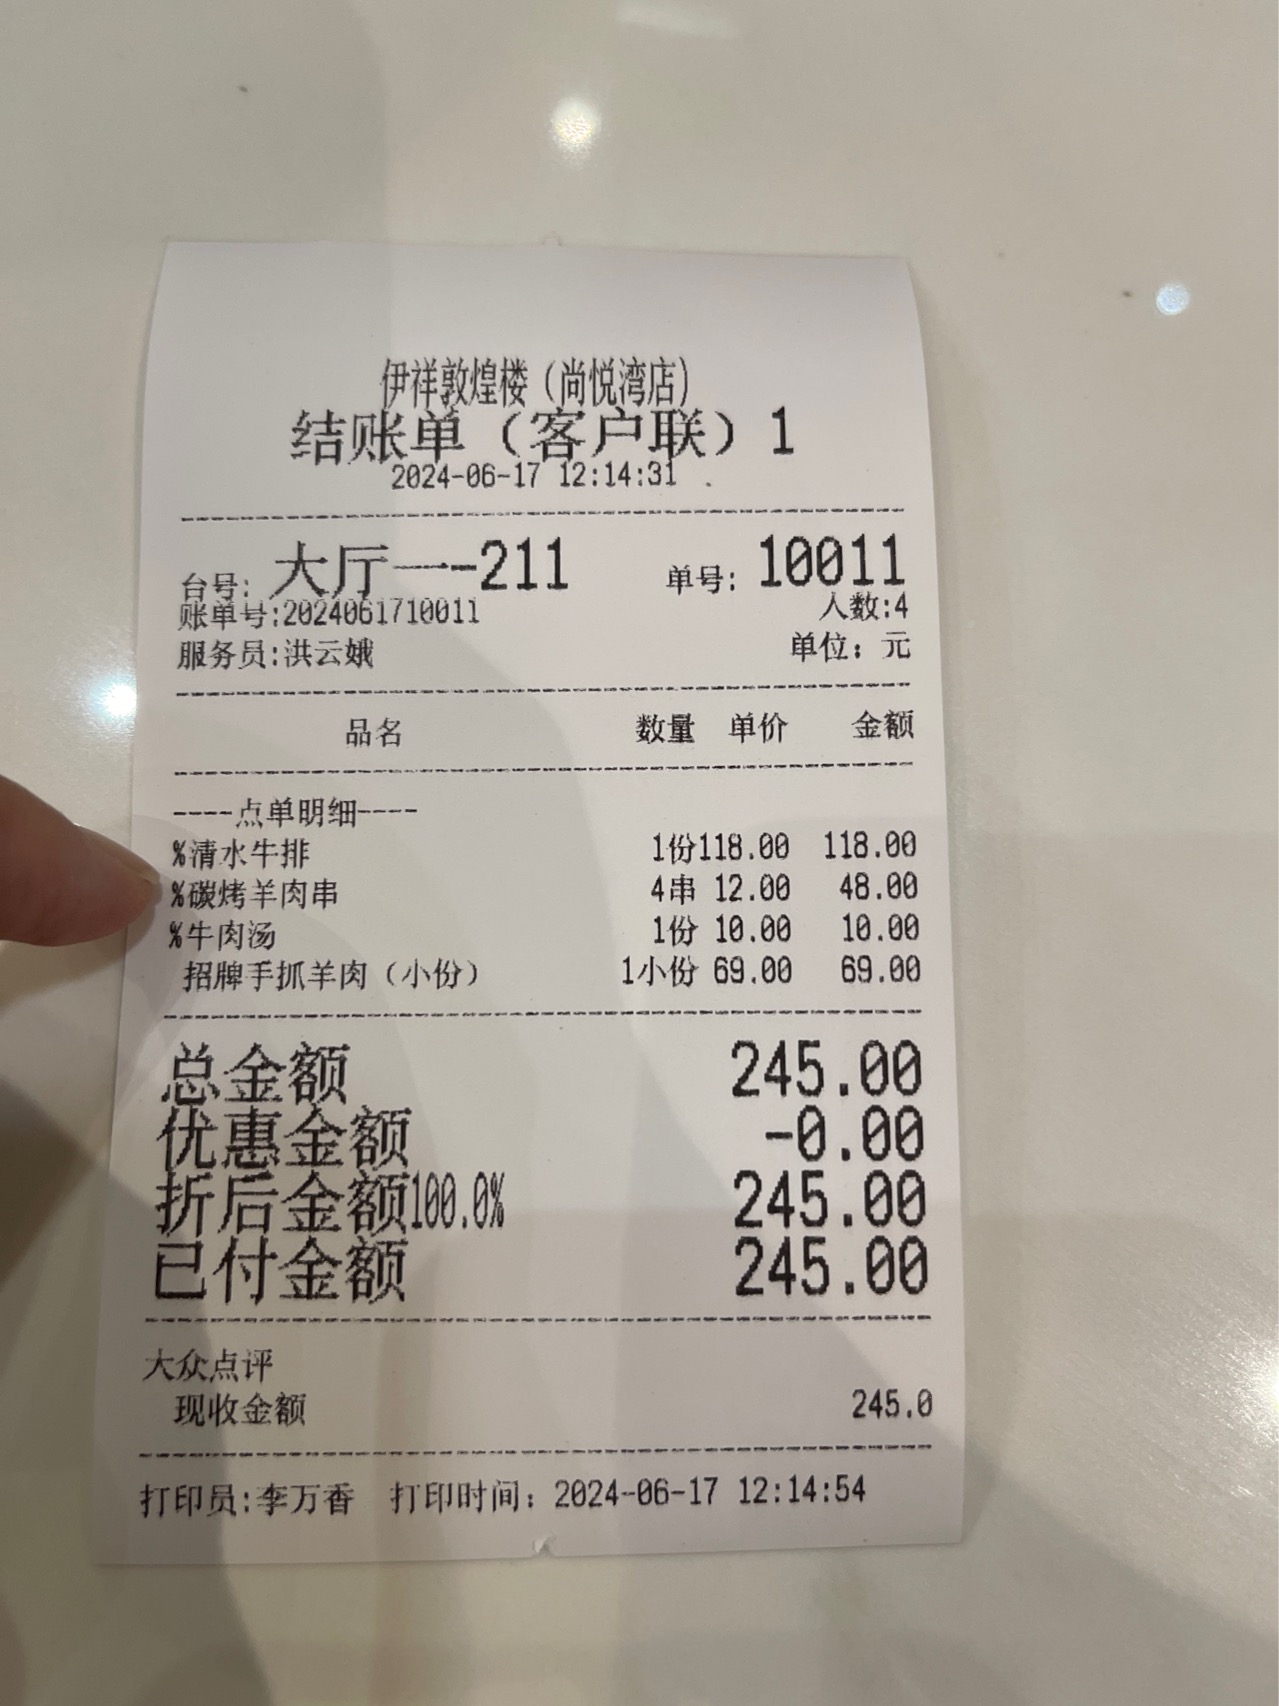 伊祥敦煌楼（尚悦湾店）
结账单（客户联）1
2024-06-17 12:14:31
台号: 大厅一--211 单号: 10011
账单号:2024061710011 人数:4
服务员:洪云娥 单位：元
品名 数量 单价 金额
----点单明细----
%清水牛排 1份118.00 118.00
%碳烤羊肉串 4串 12.00 48.00
%牛肉汤 1份 10.00 10.00
招牌手抓羊肉（小份） 1小份 69.00 69.00
总金额 245.00
优惠金额 -0.00
折后金额100.0% 245.00
已付金额 245.00
大众点评
现收金额 245.0
打印员:李万香 打印时间：2024-06-17 12:14:54